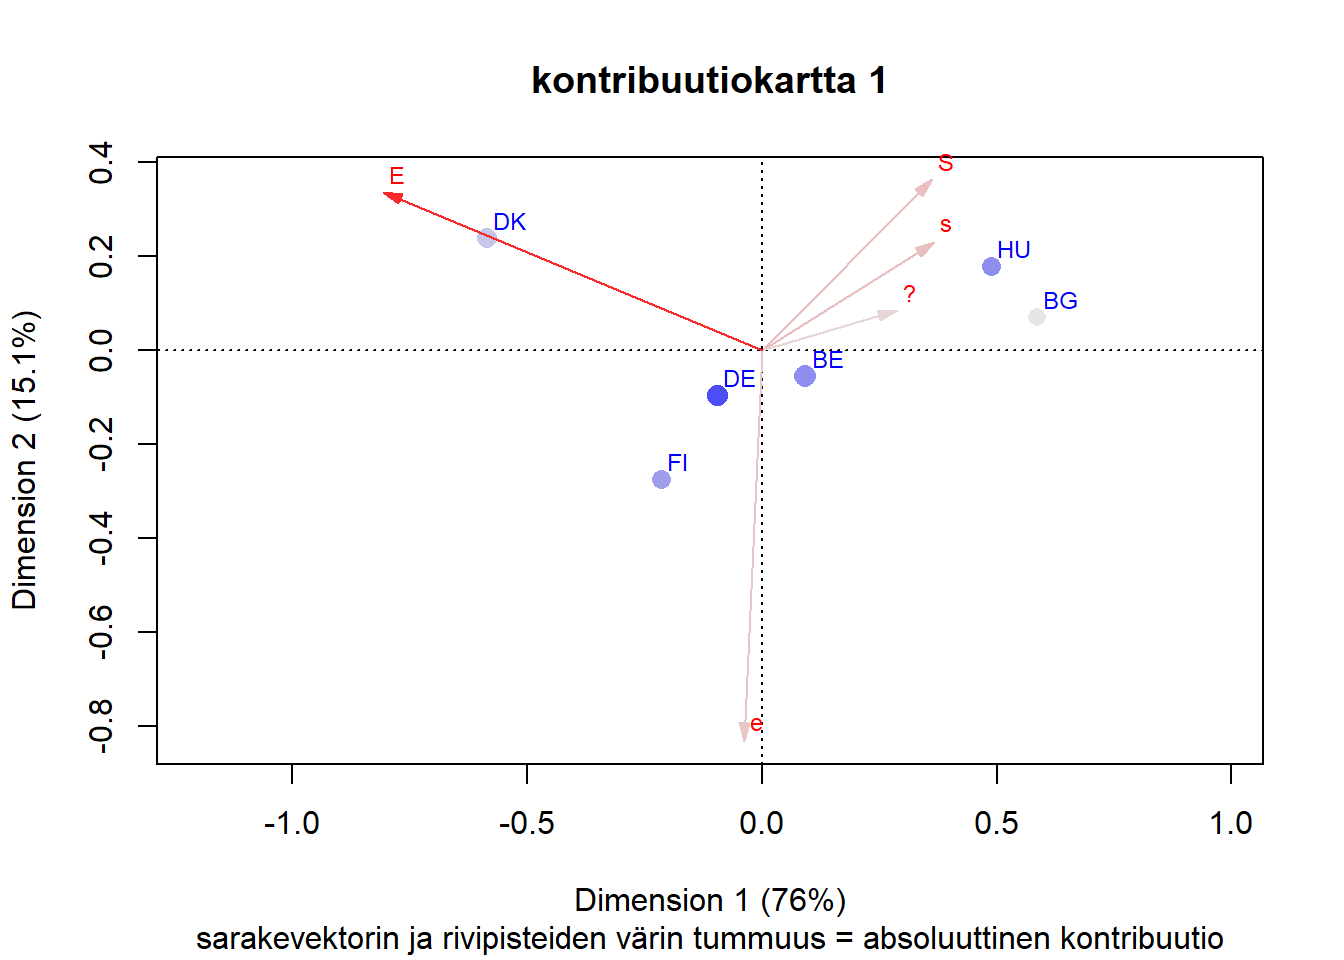 kontribuutiokartta 1
Dimension 2 (15.1%)
0.4
0.2
0.0
-0.2
-0.4
-0.6
-0.8
E
DK
S
s
HU
?
BG
BE
DE
FI
e
-1.0 -0.5 0.0 0.5 1.0
Dimension 1 (76%)
sarakevektorin ja rivipisteiden värin tummuus = absoluuttinen kontribuutio